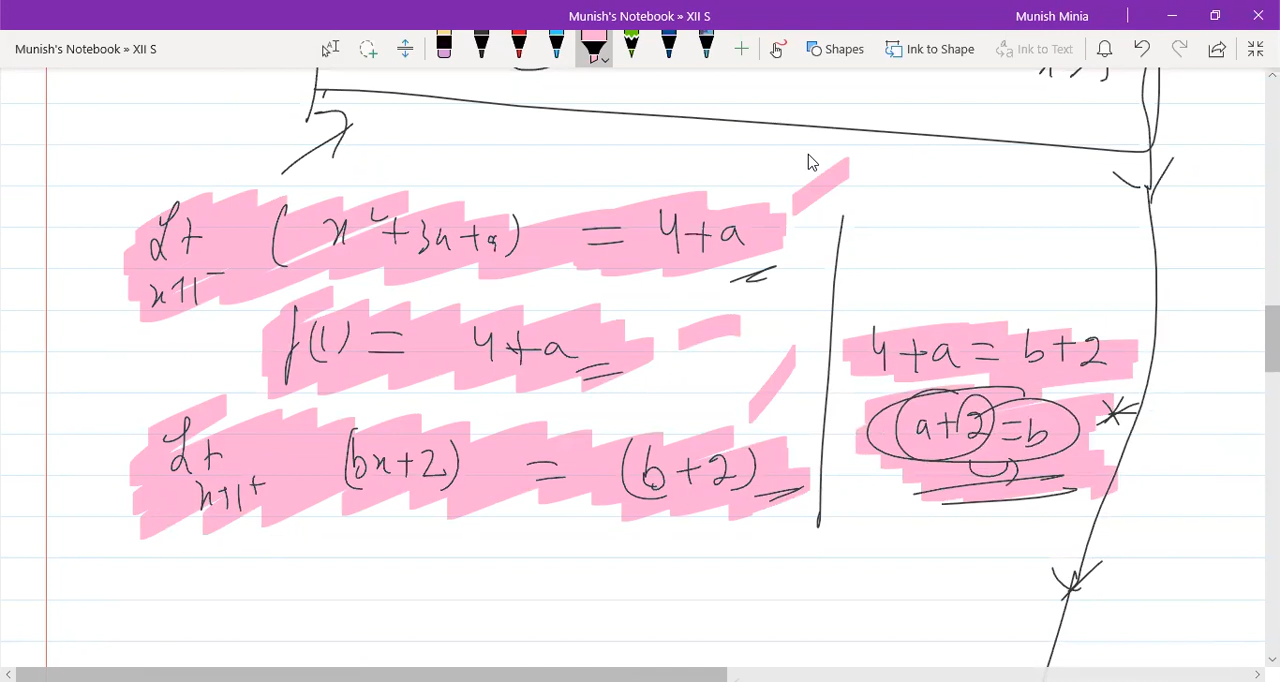 Munish's Notebook » XII S
Munish Minia
Munish's Notebook » XII S
Shapes
Ink to Shape
Ink to Text
Lt (x² + 3x + a) = 4+a
x→1⁻
f(1) = 4+a
4+a = b+2
a+2 = b
Lt (bx+2) = (b+2)
x→1⁺